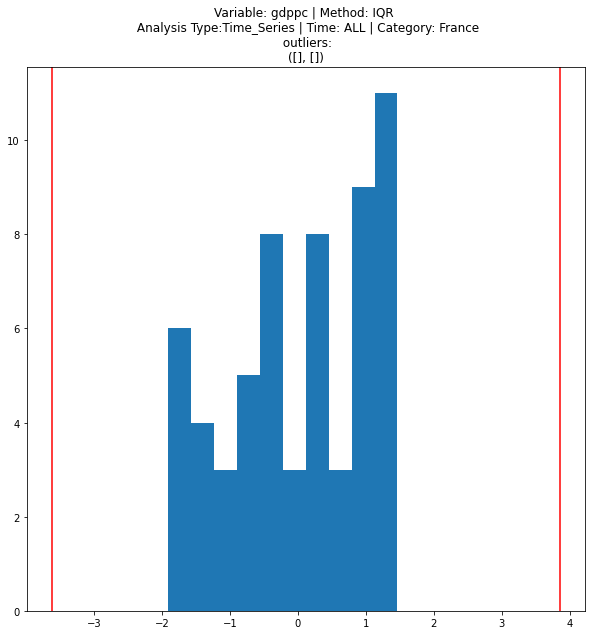 Variable: gdppc | Method: IQR
Analysis Type:Time_Series | Time: ALL | Category: France
outliers:
([], [])
10
8
6
4
2
0
−3 −2 −1 0 1 2 3 4